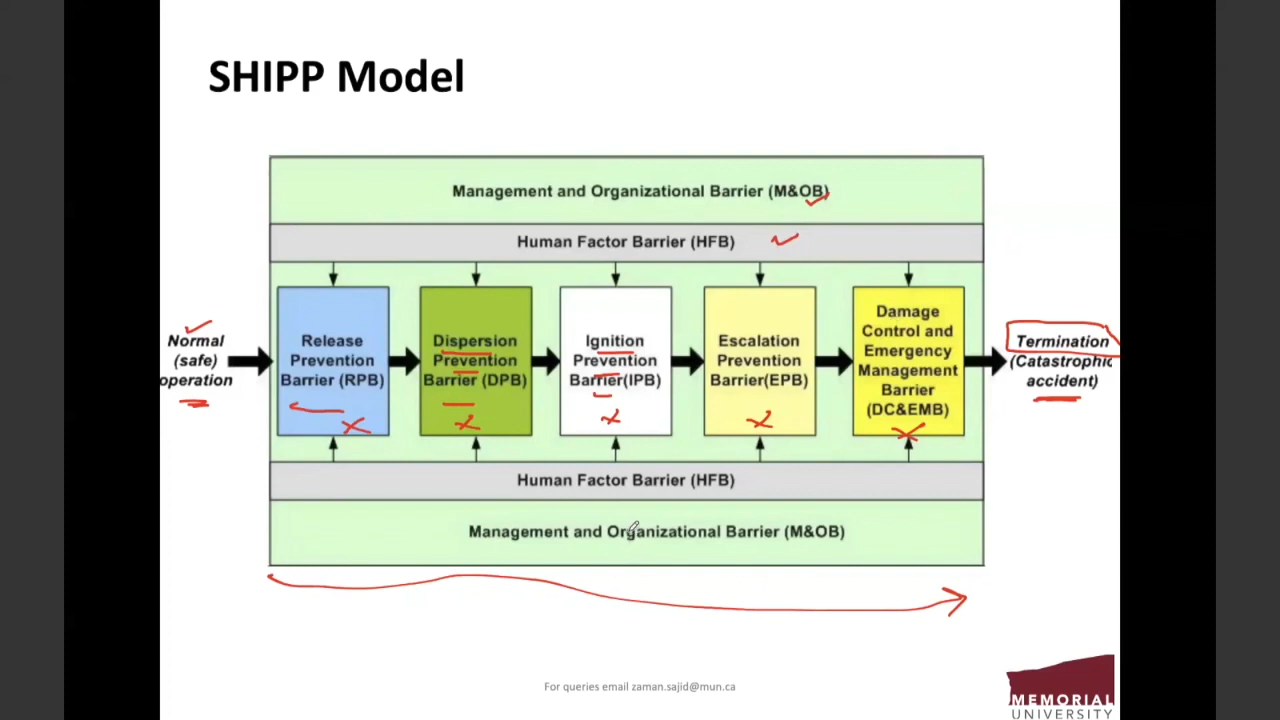 SHIPP Model
Management and Organizational Barrier (M&OB)
Human Factor Barrier (HFB)
Normal
(safe)
operation
Release
Prevention
Barrier (RPB)
Dispersion
Prevention
Barrier (DPB)
Ignition
Prevention
Barrier(IPB)
Escalation
Prevention
Barrier(EPB)
Damage
Control and
Emergency
Management
Barrier
(DC&EMB)
Termination
(Catastrophic
accident)
Human Factor Barrier (HFB)
Management and Organizational Barrier (M&OB)
For queries email zaman.sajid@mun.ca
MEMORIAL
UNIVERSITY